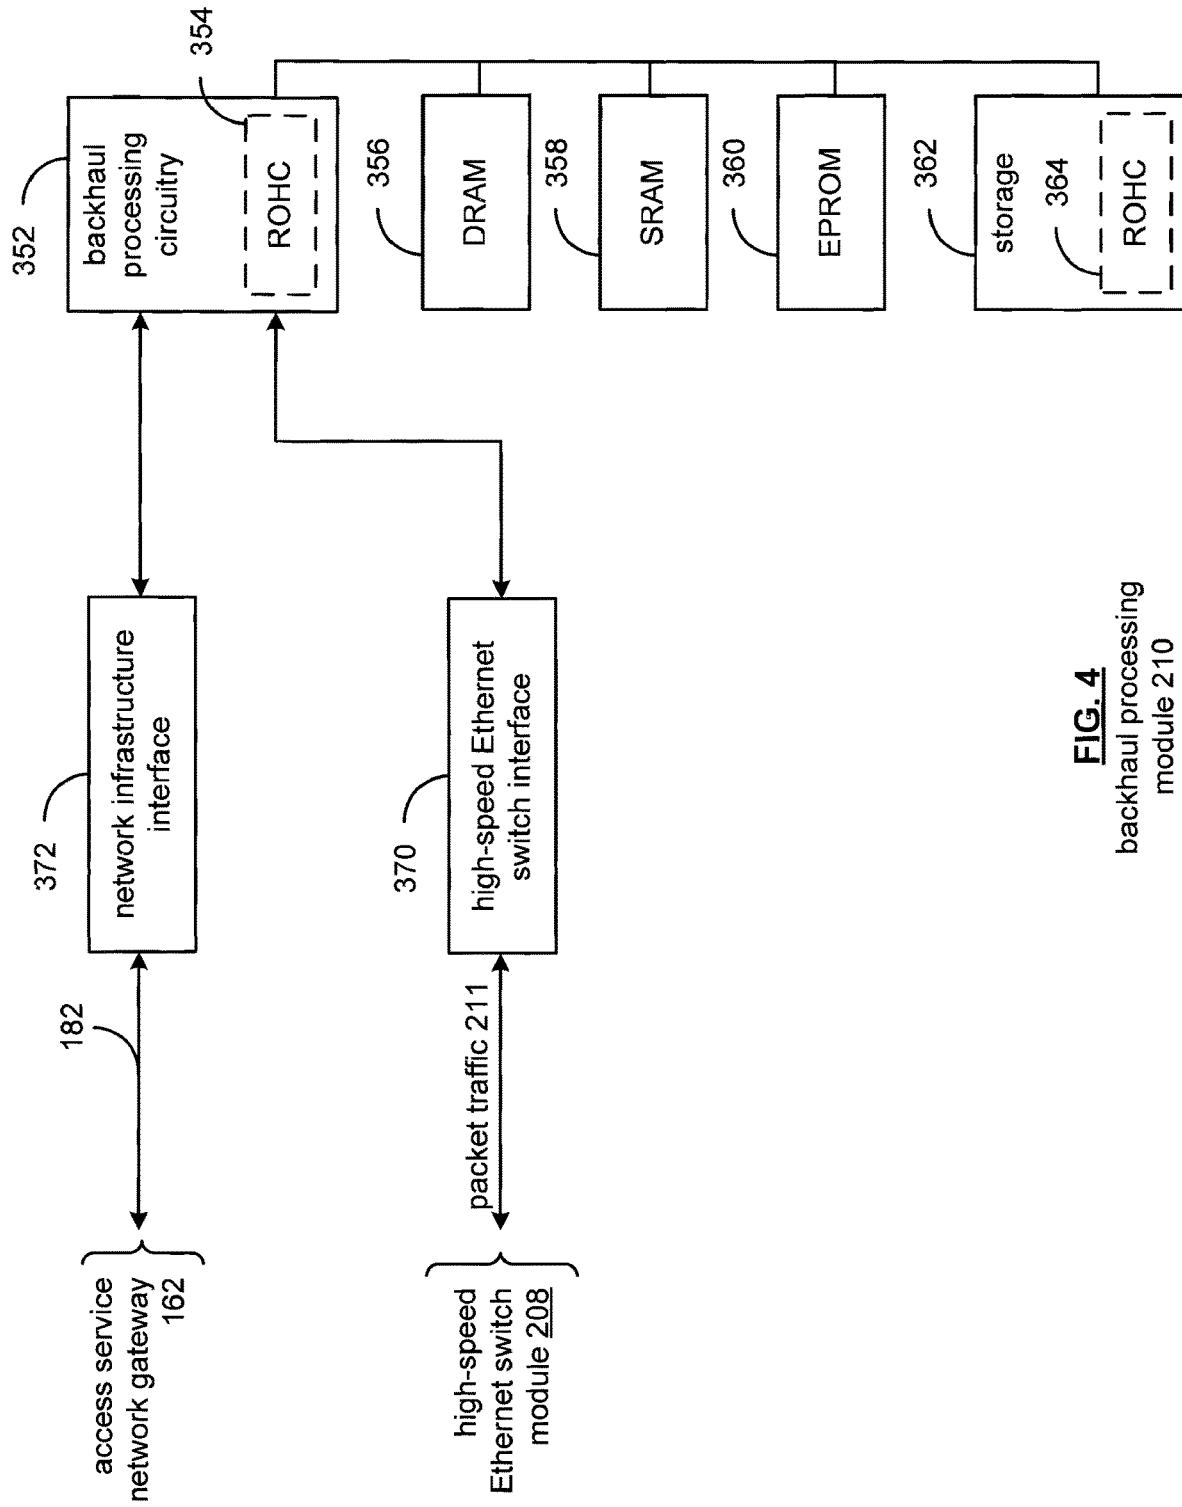 access service
network gateway
162
182
372
network infrastructure
interface
352
backhaul
processing
circuitry
354
ROHC
high-speed
Ethernet switch
module 208
packet traffic 211
370
high-speed Ethernet
switch interface
356
DRAM
358
SRAM
360
EPROM
362
storage
364
ROHC
FIG. 4
backhaul processing
module 210